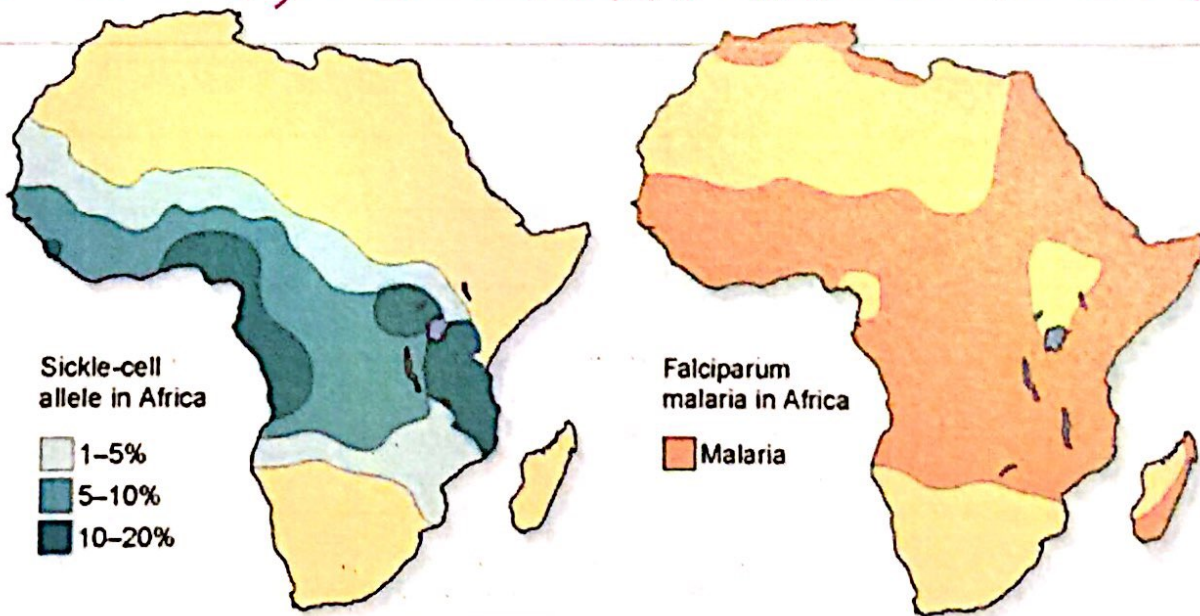 Sickle-cell
allele in Africa
1–5%
5–10%
10–20%
Falciparum
malaria in Africa
Malaria